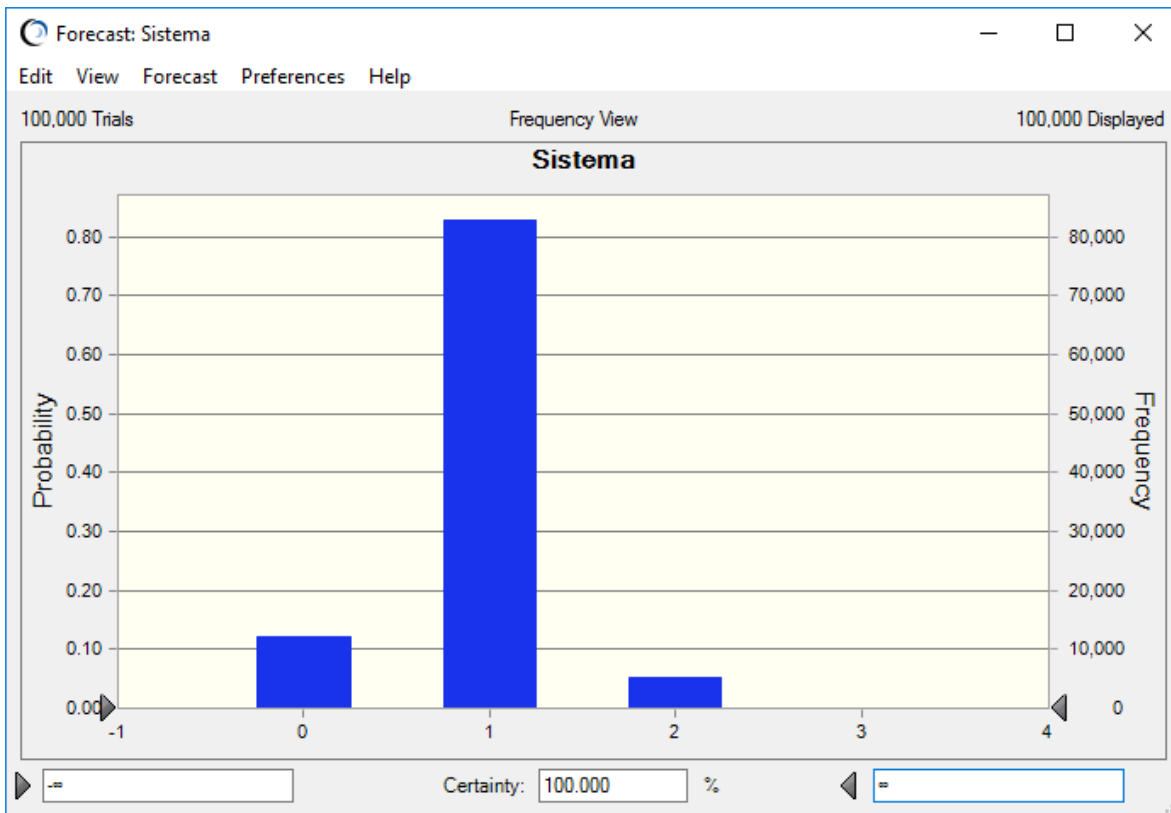 Forecast: Sistema
Edit View Forecast Preferences Help
100,000 Trials Frequency View 100,000 Displayed
Sistema
0.80 80,000
0.70 70,000
0.60 60,000
0.50 50,000
0.40 40,000
0.30 30,000
0.20 20,000
0.10 10,000
0.00 0
Probability
Frequency
-1 0 1 2 3 4
-∞ Certainty: 100.000 % ∞